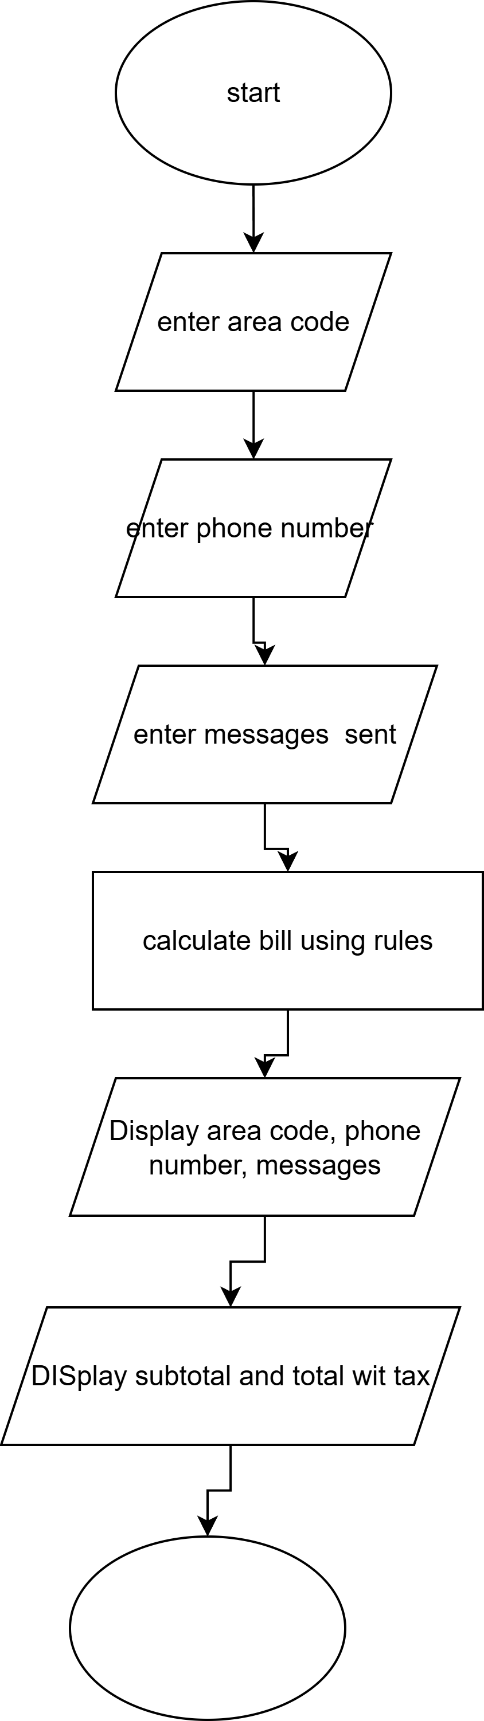 start
enter area code
enter phone number
enter messages  sent
calculate bill using rules
Display area code, phone
number, messages
DISplay subtotal and total wit tax